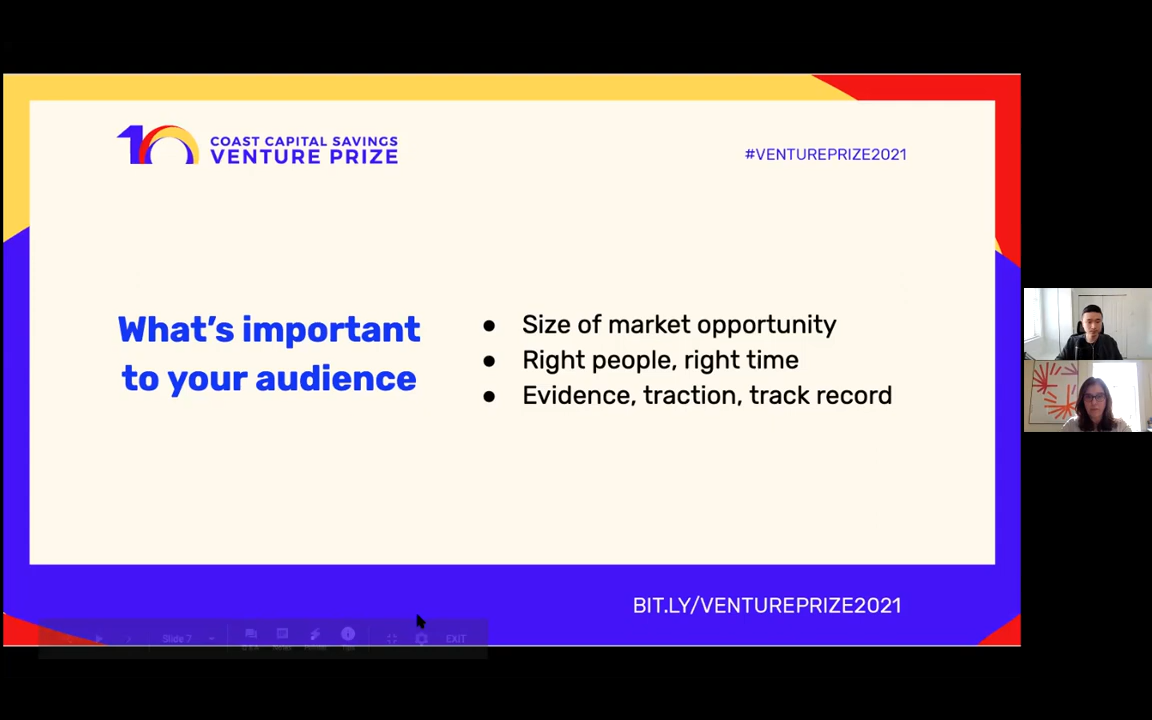 10 COAST CAPITAL SAVINGS
VENTURE PRIZE
#VENTUREPRIZE2021
What's important
to your audience
● Size of market opportunity
● Right people, right time
● Evidence, traction, track record
BIT.LY/VENTUREPRIZE2021
Slide 7
EXIT